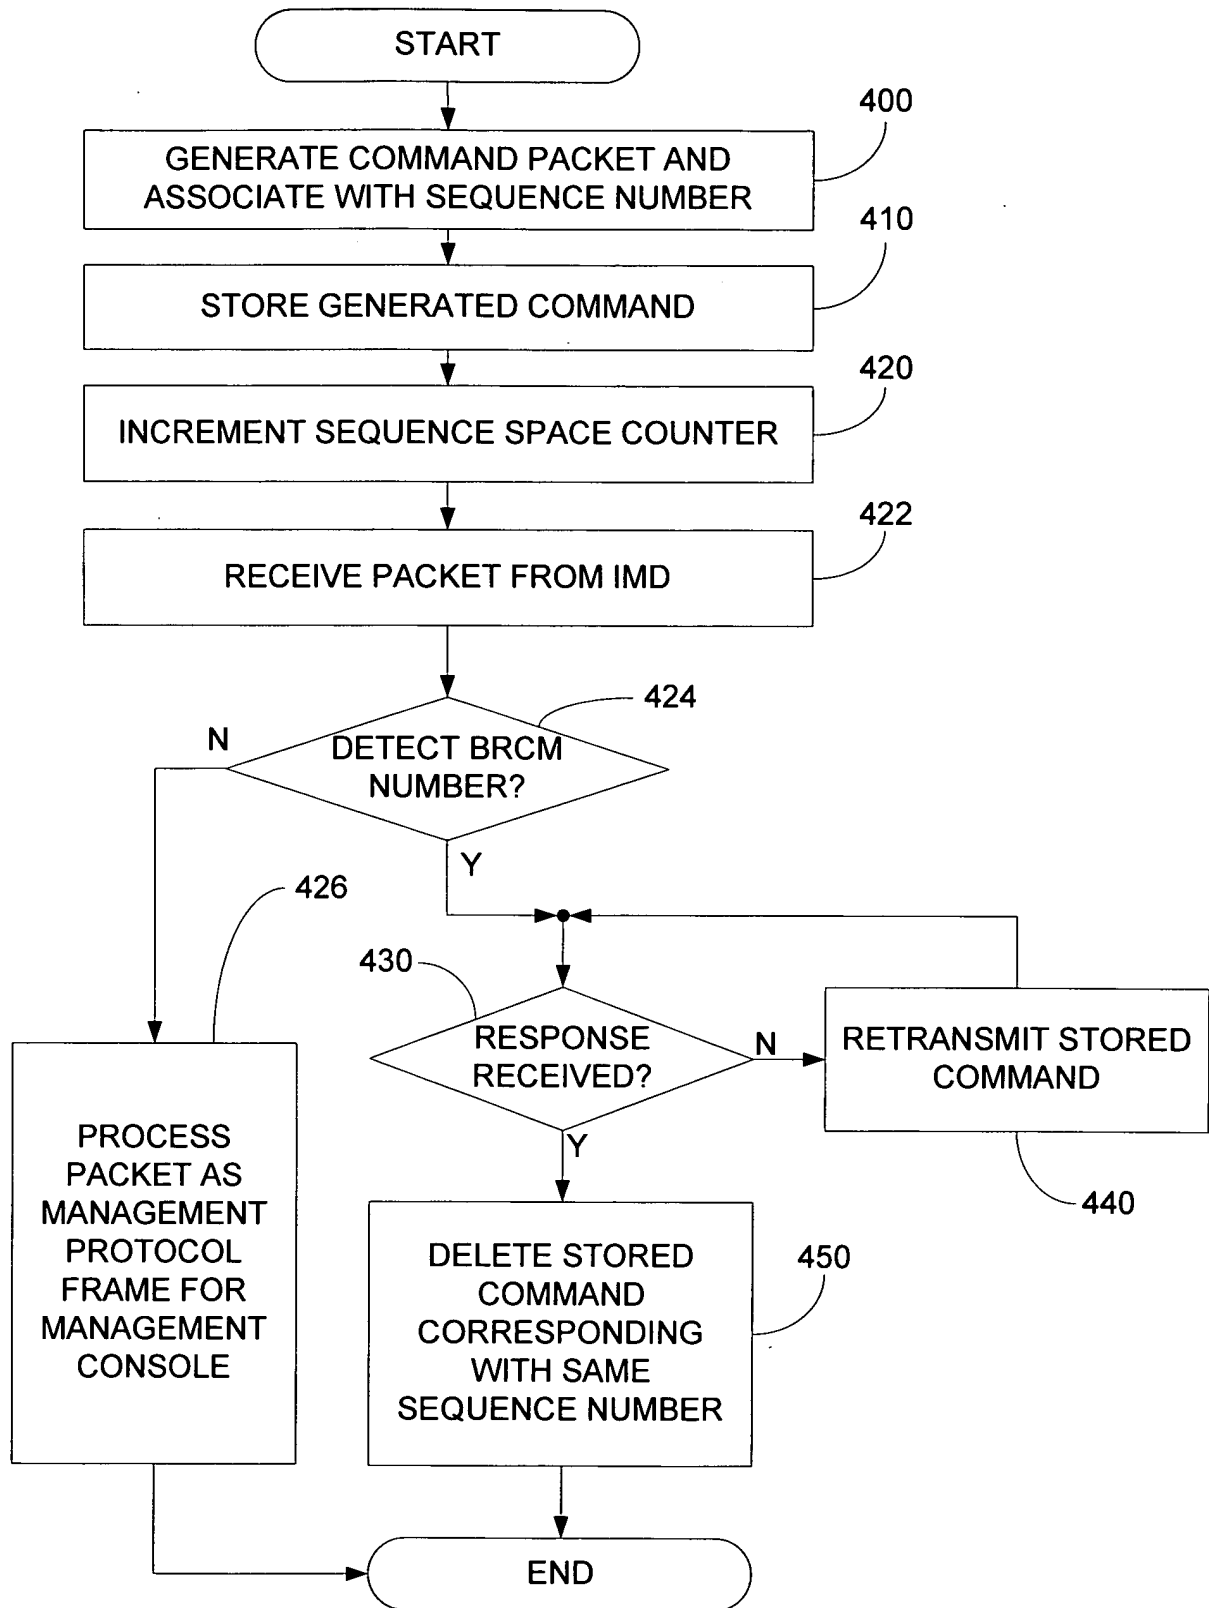 START
400
GENERATE COMMAND PACKET AND
ASSOCIATE WITH SEQUENCE NUMBER
410
STORE GENERATED COMMAND
420
INCREMENT SEQUENCE SPACE COUNTER
422
RECEIVE PACKET FROM IMD
424
N
DETECT BRCM
NUMBER?
Y
426
430
RESPONSE
RECEIVED?
N
RETRANSMIT STORED
COMMAND
Y
440
PROCESS
PACKET AS
MANAGEMENT
PROTOCOL
FRAME FOR
MANAGEMENT
CONSOLE
450
DELETE STORED
COMMAND
CORRESPONDING
WITH SAME
SEQUENCE NUMBER
END